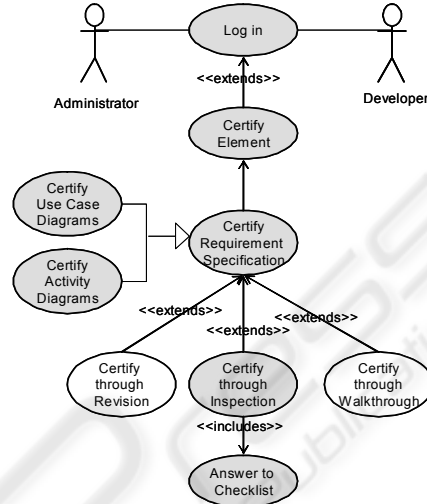 Log in
<<extends>>
Administrator
Developer
Certify
Element
Certify
Use Case
Diagrams
Certify
Requirement
Specification
Certify
Activity
Diagrams
<<extends>>
<<extends>>
<<extends>>
Certify
through
Revision
Certify
through
Inspection
Certify
through
Walkthrough
<<includes>>
Answer to
Checklist